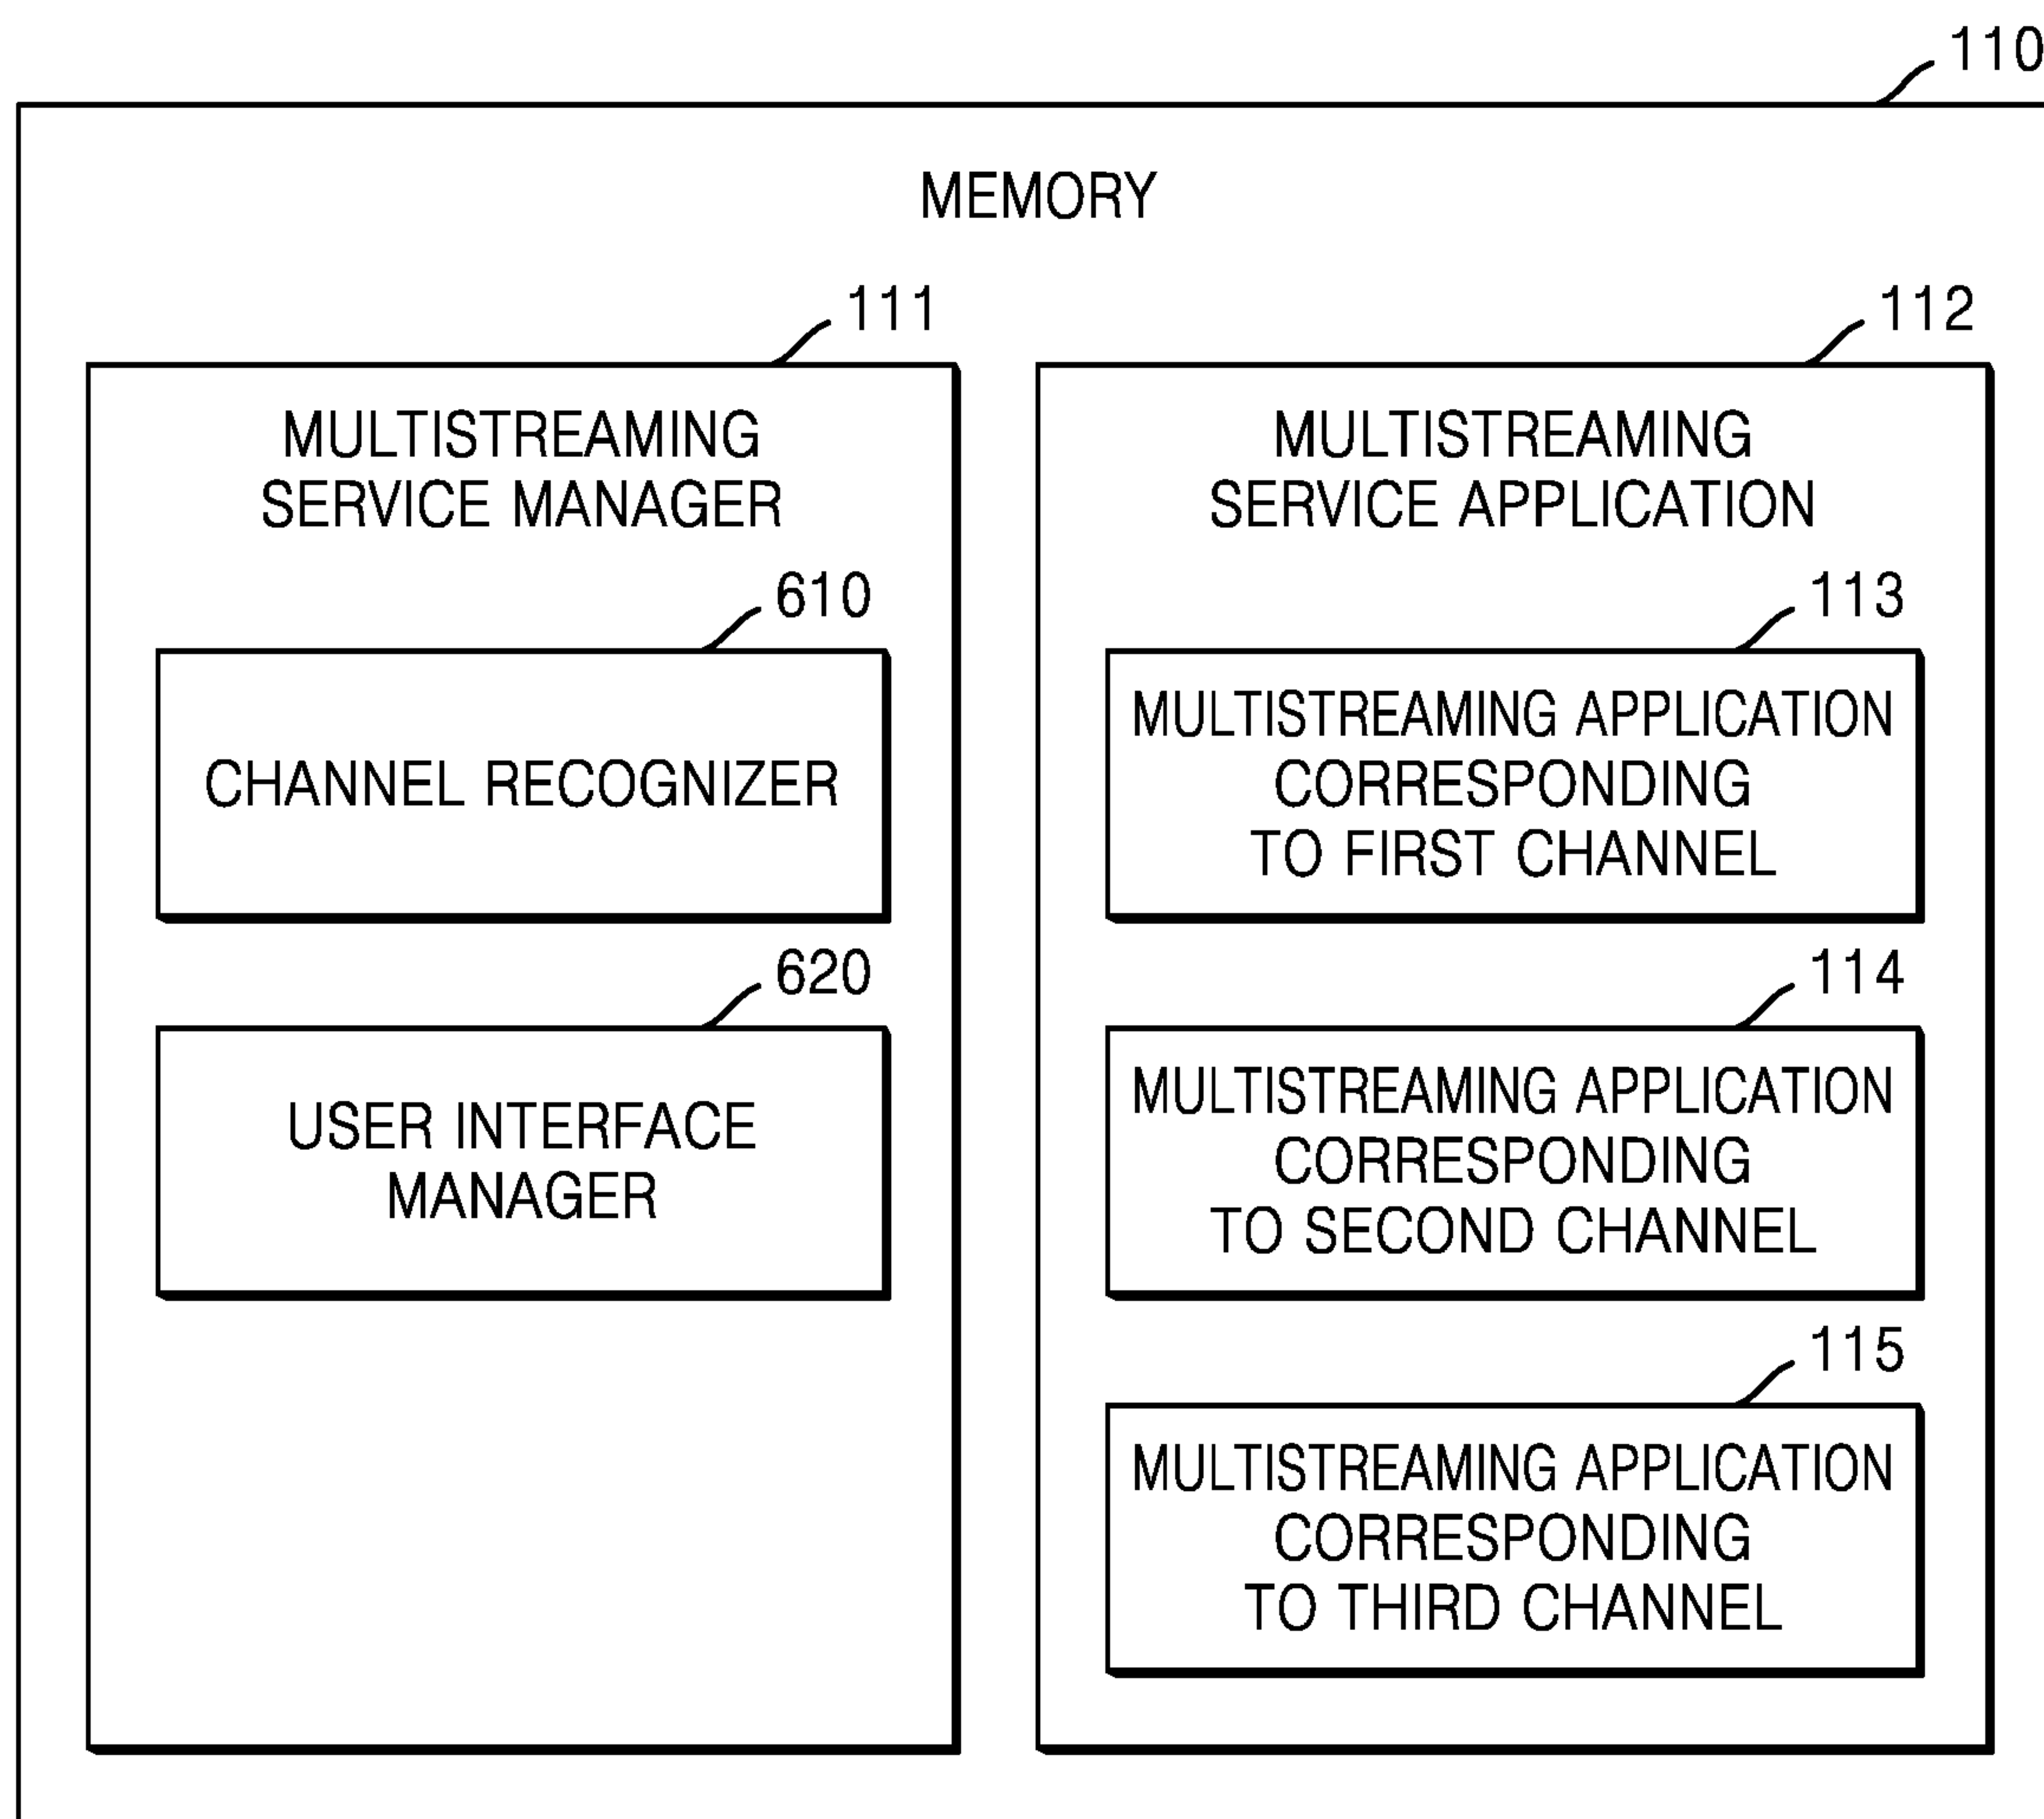 110
MEMORY
111
MULTISTREAMING
SERVICE MANAGER
610
CHANNEL RECOGNIZER
620
USER INTERFACE
MANAGER
112
MULTISTREAMING
SERVICE APPLICATION
113
MULTISTREAMING APPLICATION
CORRESPONDING
TO FIRST CHANNEL
114
MULTISTREAMING APPLICATION
CORRESPONDING
TO SECOND CHANNEL
115
MULTISTREAMING APPLICATION
CORRESPONDING
TO THIRD CHANNEL